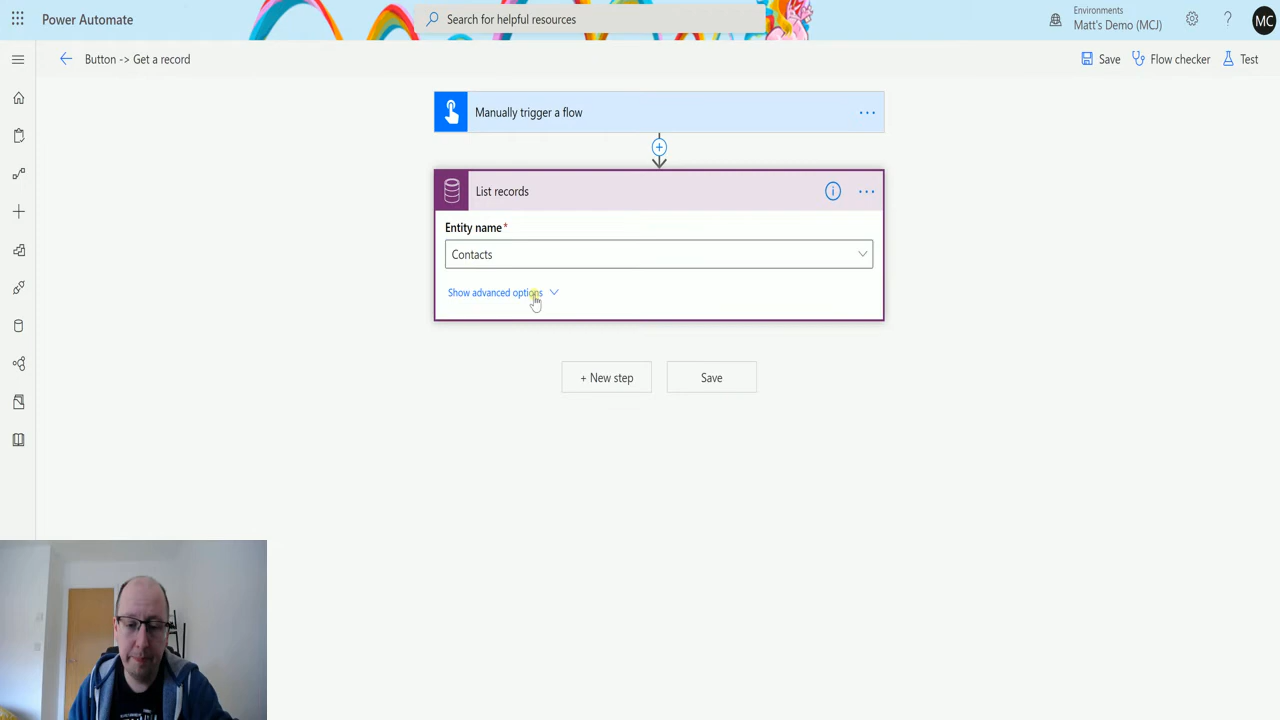 Power Automate
Search for helpful resources
Environments
Matt's Demo (MCJ)
MC
Button -> Get a record
Save
Flow checker
Test
Manually trigger a flow
List records
Entity name*
Contacts
Show advanced options
+ New step
Save